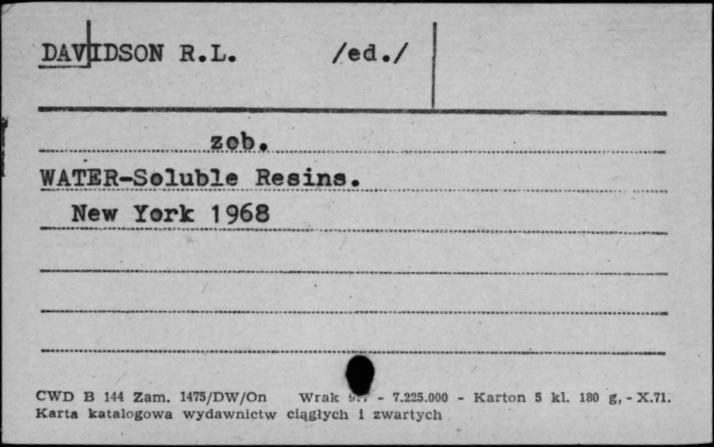 DAVIDSON R.L. /ed./
zob.
WATER-Soluble Resins.
New York 1968
CWD B 144 Zam. 1475/DW/On Wrak - 7.225.000 - Karton 5 kl. 180 g, - X.71.
Karta katalogowa wydawnictw ciągłych i zwartych